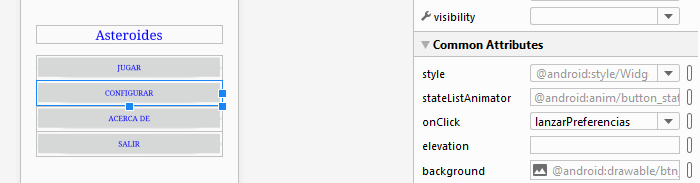 Asteroides
JUGAR
CONFIGURAR
ACERCA DE
SALIR
visibility
Common Attributes
style @android:style/Widg
stateListAnimator @android:anim/button_stat
onClick lanzarPreferencias
elevation
background @android:drawable/btn_